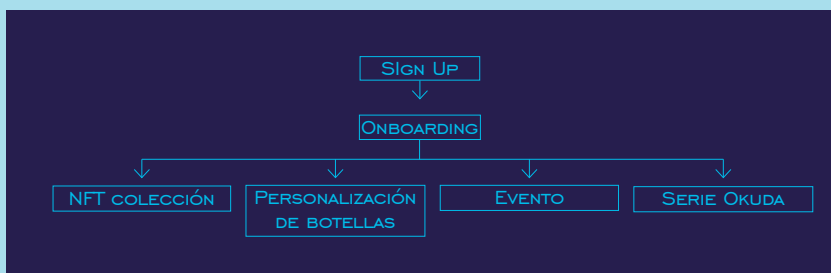 SIgn Up
Onboarding
NFT colección
Personalización
de botellas
Evento
Serie Okuda